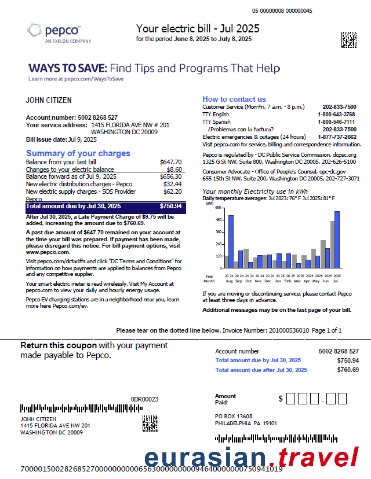 05 00000008 000000045
pepco
AN EXELON COMPANY
Your electric bill - Jul 2025
for the period June 8, 2025 to July 8, 2025
WAYS TO SAVE: Find Tips and Programs That Help
Learn more at pepco.com/WaysToSave
JOHN CITIZEN
Account number: 5002 8268 527
Your service address: 1415 FLORIDA AVE NW # 201
WASHINGTON DC 20009
Bill issue date: Jul 9, 2025
Summary of your charges
Balance from your last bill $647.70
Changes to your electric balance $8.60
Balance forward as of Jul 9, 2025 $656.30
New electric distribution charges - Pepco $32.44
New electric supply charges - SOS Provider $62.20
Pepco
Total amount due by Jul 30, 2025 $750.94
After Jul 30, 2025, a Late Payment Charge of $9.75 will be
added, increasing the amount due to $760.69.
A past due amount of $647.70 remained on your account at
the time your bill was prepared. If payment has been made,
please disregard this notice. For bill payment options, visit
www.pepco.com.
Visit pepco.com/dctariffs and click "DC Terms and Conditions" for
information on how payments are applied to balances from Pepco
and any competitive supplier.
Your smart electric meter is read wirelessly. Visit My Account at
pepco.com to view your daily and hourly energy usage.
Pepco EV charging stations are in a neighborhood near you. learn
more here Pepco.com/ev.
How to contact us
Customer Service (Mon-Fri, 7 a.m. - 8 p.m.) 202-833-7500
TTY English 1-800-643-3768
TTY Spanish 1-800-546-7111
¿Problemas con la factura? 202-833-7500
Electric emergencies & outages (24 hours) 1-877-737-2662
Visit pepco.com for service, billing and correspondence information.
Pepco is regulated by - DC Public Service Commission, dcpsc.org
1325 G St NW, Suite 800, Washington DC 20005, 202-626-5100
Consumer Advocate - Office of People's Counsel, opc-dc.gov
655 15th St NW, Suite 200, Washington DC 20005, 202-727-3071
Your monthly Electricity use in kWh
Daily temperature averages: Jul 2025: 76° F Jul 2025: 81° F
Year
Month
Aug Sep Oct Nov Dec Jan Feb Mar Apr May Jun Jul
If you are moving or discontinuing service, please contact Pepco
at least three days in advance.
Additional messages may be on the last page of your bill.
Please tear on the dotted line below. Invoice Number: 201000536010 Page 1 of 1
Return this coupon with your payment
made payable to Pepco.
Account number 5002 8268 527
Total amount due by Jul 30, 2025 $750.94
Total amount due after Jul 30, 2025 $760.69
BDR00023
JOHN CITIZEN
1415 FLORIDA AVE NW 201
WASHINGTON DC 20009
Amount
Paid:
$
PO BOX 13608
PHILADELPHIA PA 19101
eurasian.travel